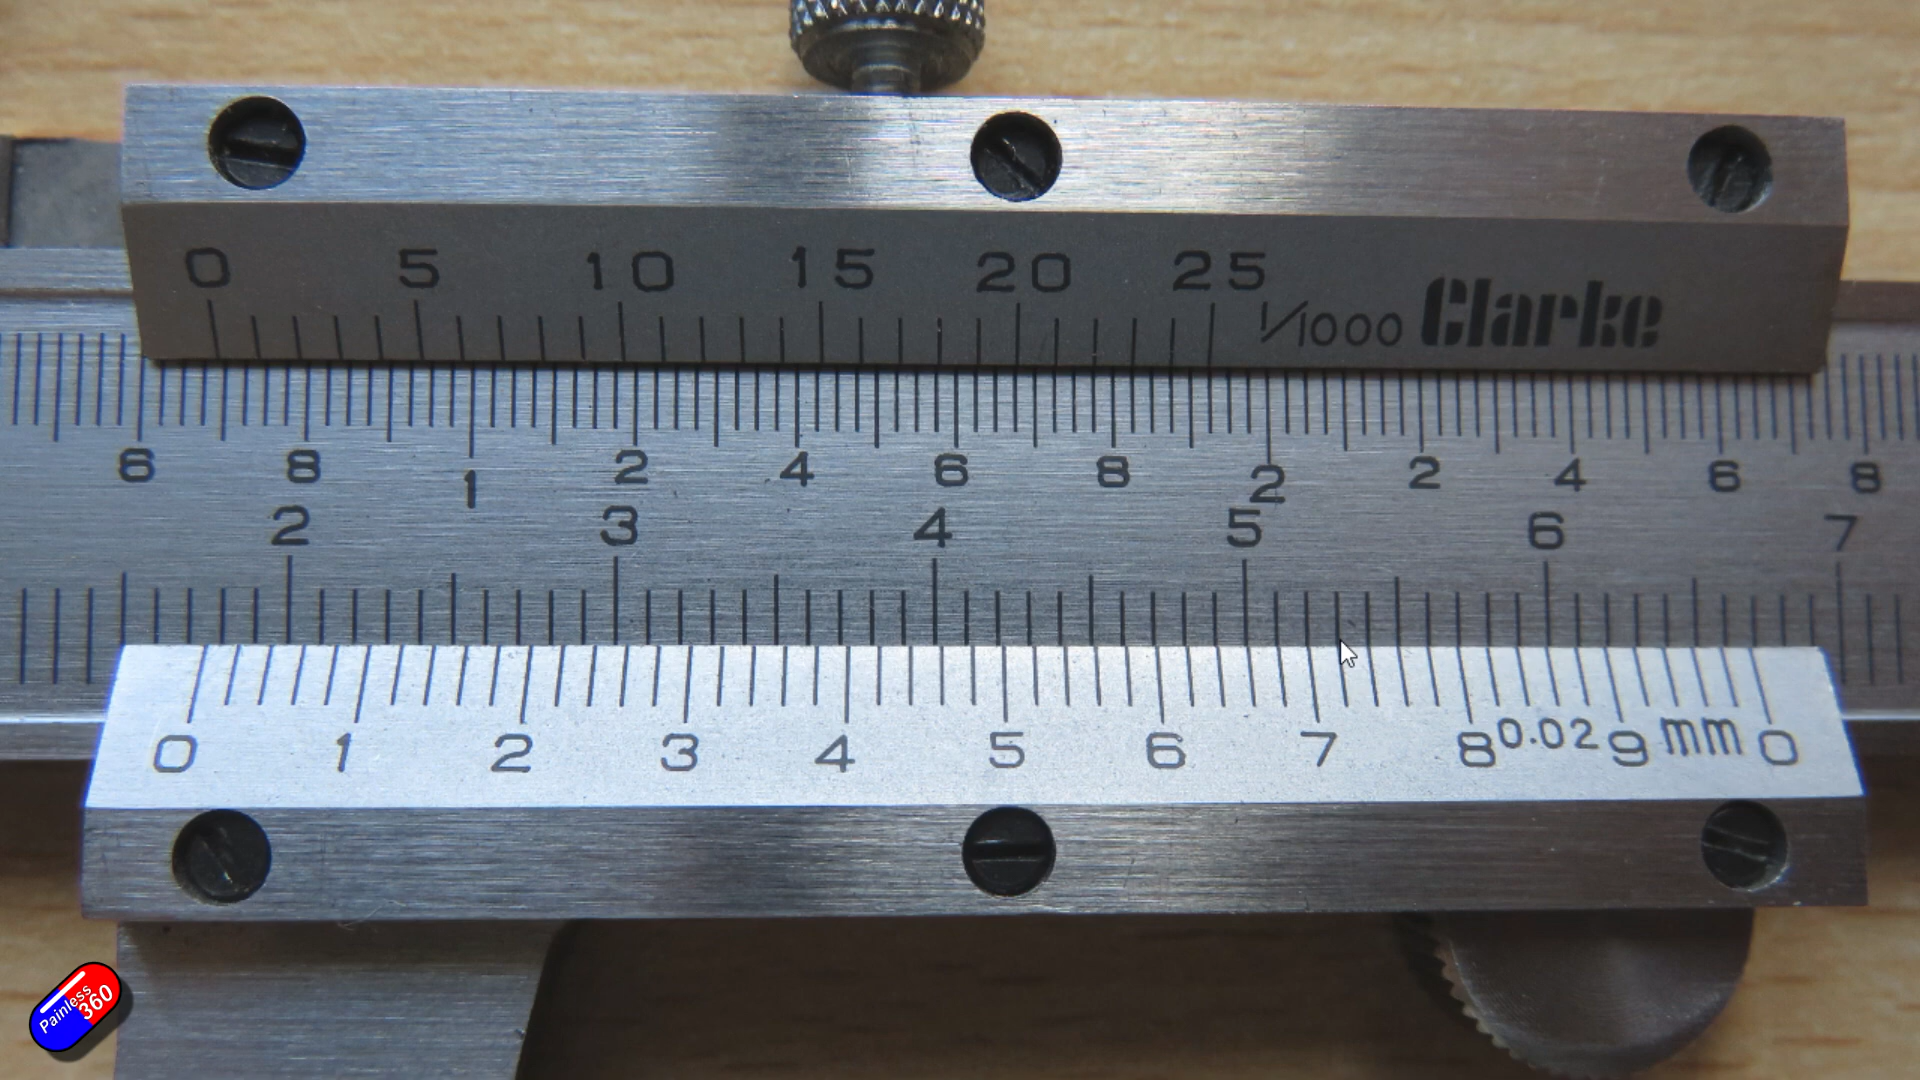 0 5 10 15 20 25
1/1000 Clarke
6 8 1 2 4 6 8 2 2 4 6 8
2 3 4 5 6 7
0 1 2 3 4 5 6 7 8 0.02 9 mm 0
Painless
360